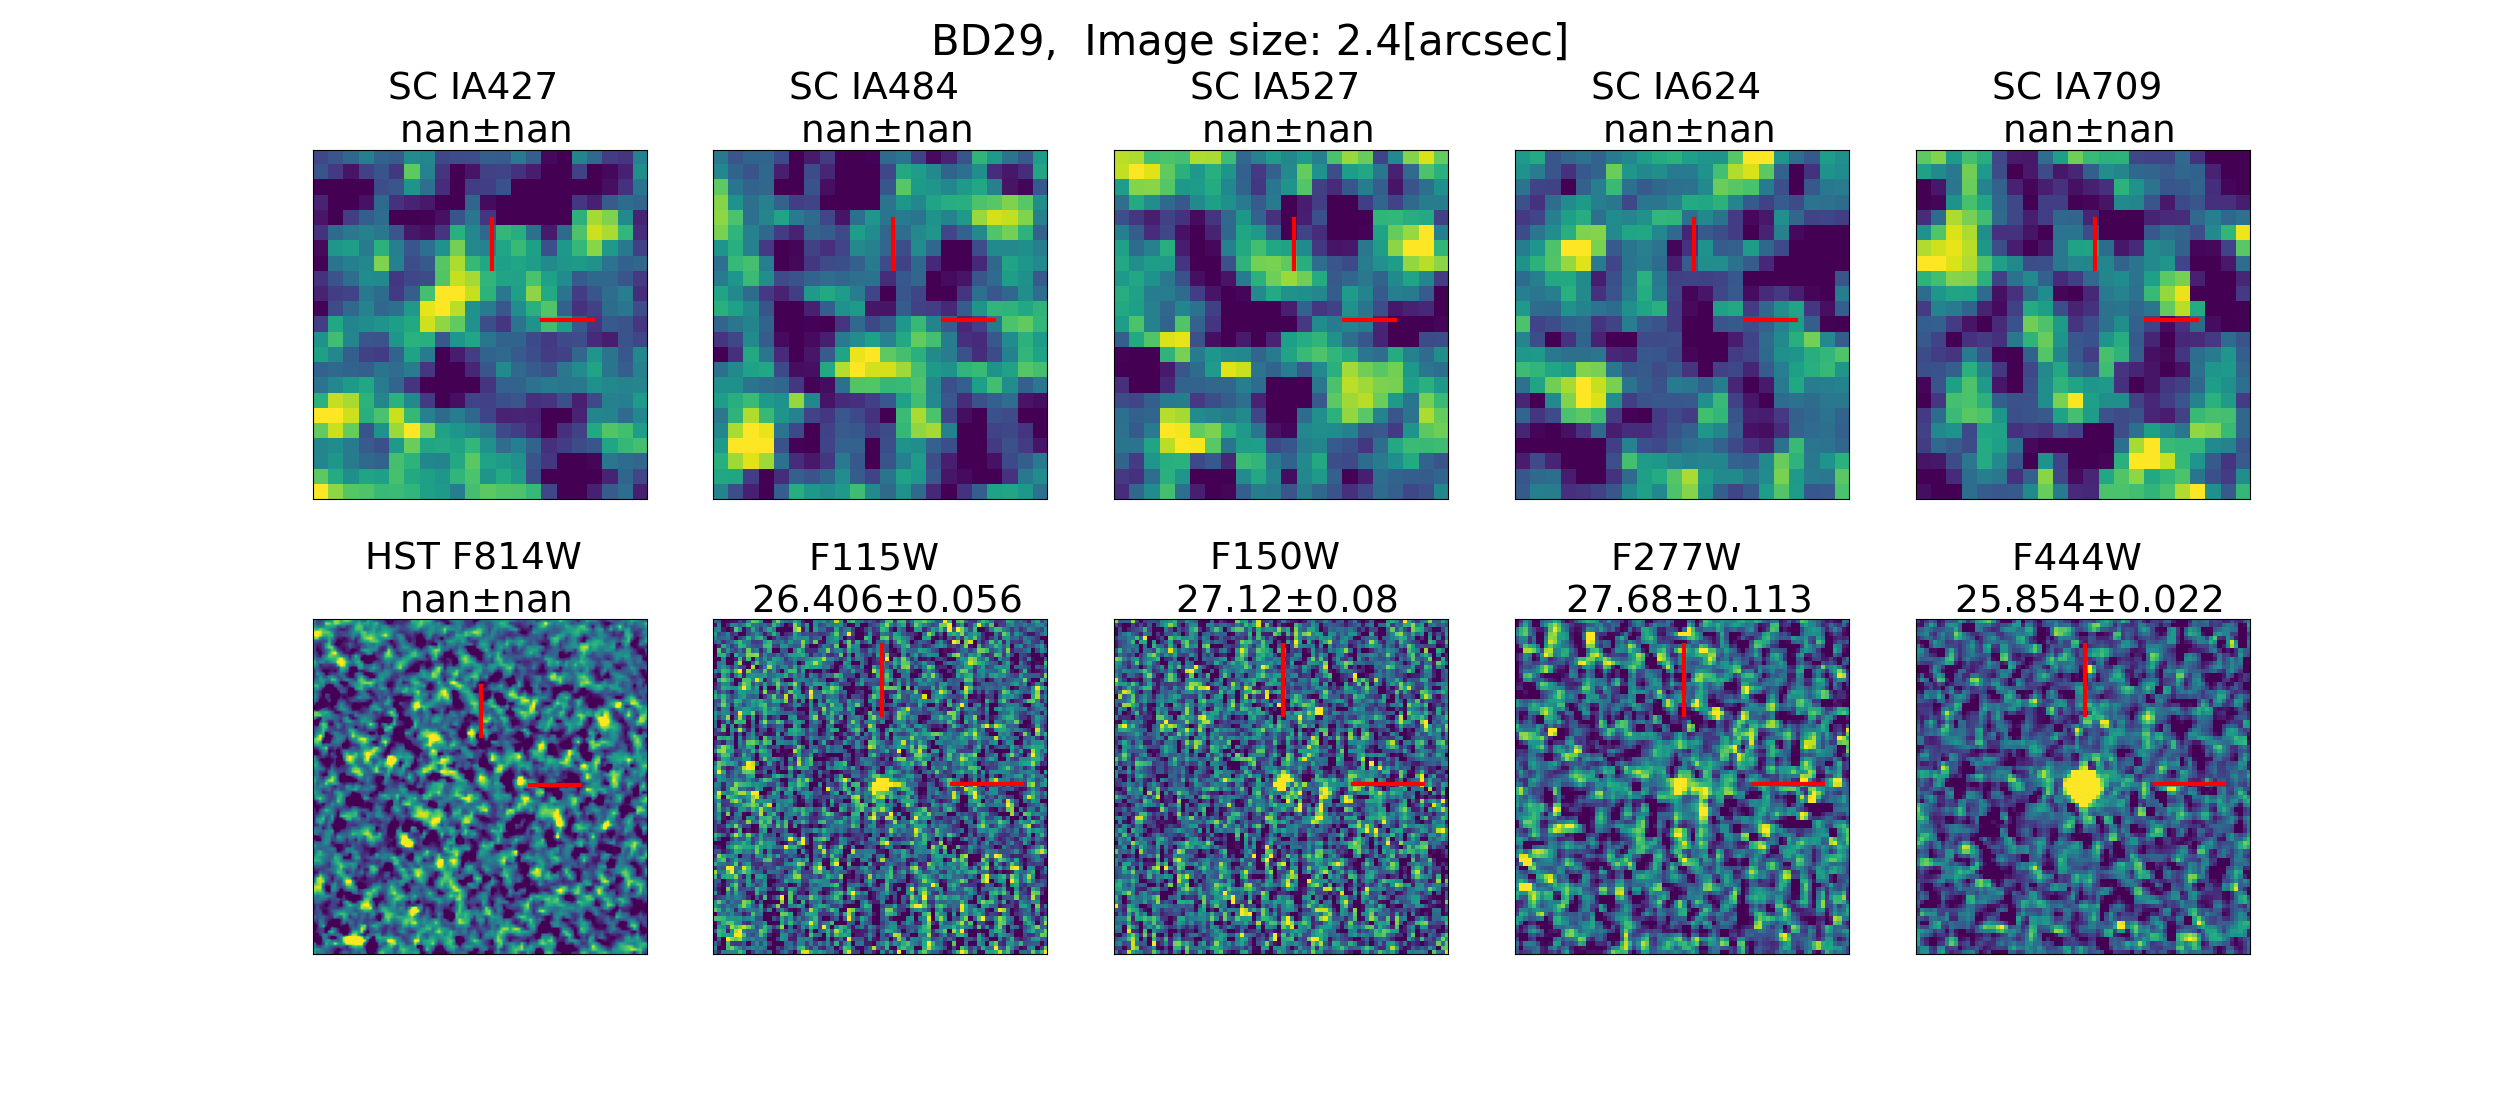 BD29,  Image size: 2.4[arcsec]
SC IA427
nan±nan
SC IA484
nan±nan
SC IA527
nan±nan
SC IA624
nan±nan
SC IA709
nan±nan
HST F814W
nan±nan
F115W
26.406±0.056
F150W
27.12±0.08
F277W
27.68±0.113
F444W
25.854±0.022